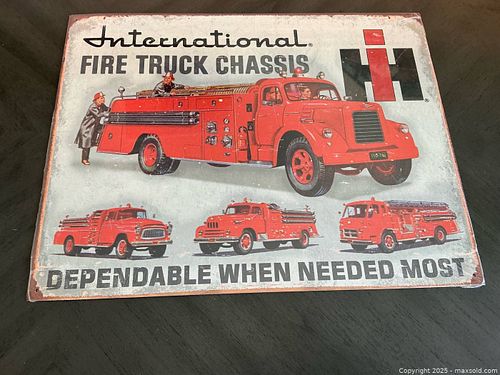 International®
FIRE TRUCK CHASSIS
IH®
DEPENDABLE WHEN NEEDED MOST
Copyright 2025 - maxsold.com